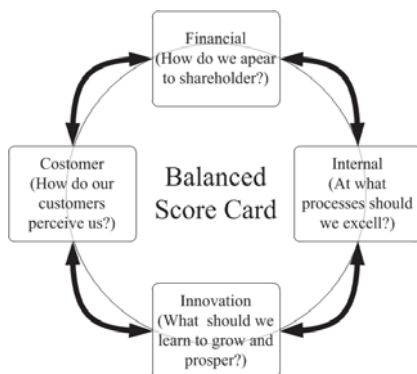 Financial
(How do we apear
to shareholder?)
Costomer
(How do our
customers
perceive us?)
Balanced
Score Card
Internal
(At what
processes should
we excell?)
Innovation
(What should we
learn to grow and
prosper?)